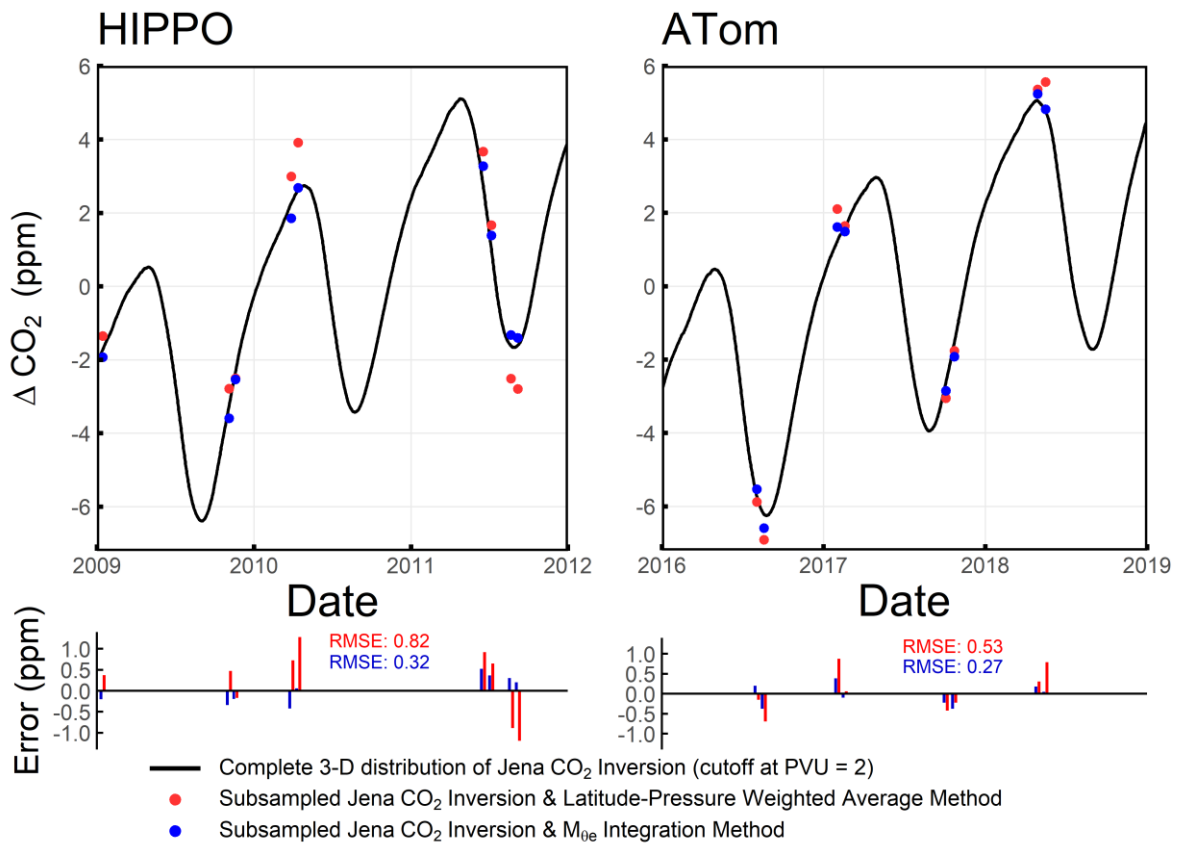 HIPPO
ATom
Δ CO₂ (ppm)
6
4
2
0
-2
-4
-6
2009
2010
2011
2012
Date
6
4
2
0
-2
-4
-6
2016
2017
2018
2019
Date
Error (ppm)
1.0
0.5
0.0
-0.5
-1.0
RMSE: 0.82
RMSE: 0.32
1.0
0.5
0.0
-0.5
-1.0
RMSE: 0.53
RMSE: 0.27
Complete 3-D distribution of Jena CO₂ Inversion (cutoff at PVU = 2)
Subsampled Jena CO₂ Inversion & Latitude-Pressure Weighted Average Method
Subsampled Jena CO₂ Inversion & Mθe Integration Method